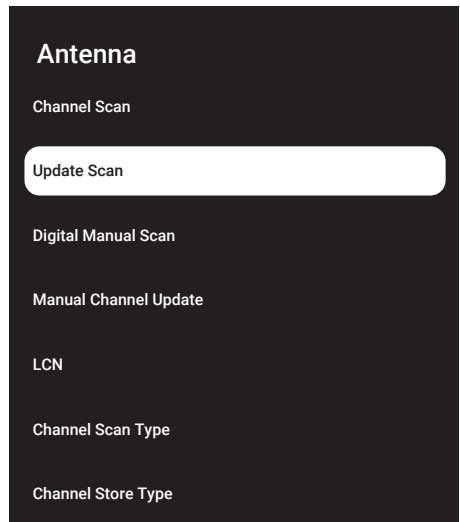 Antenna
Channel Scan
Update Scan
Digital Manual Scan
Manual Channel Update
LCN
Channel Scan Type
Channel Store Type